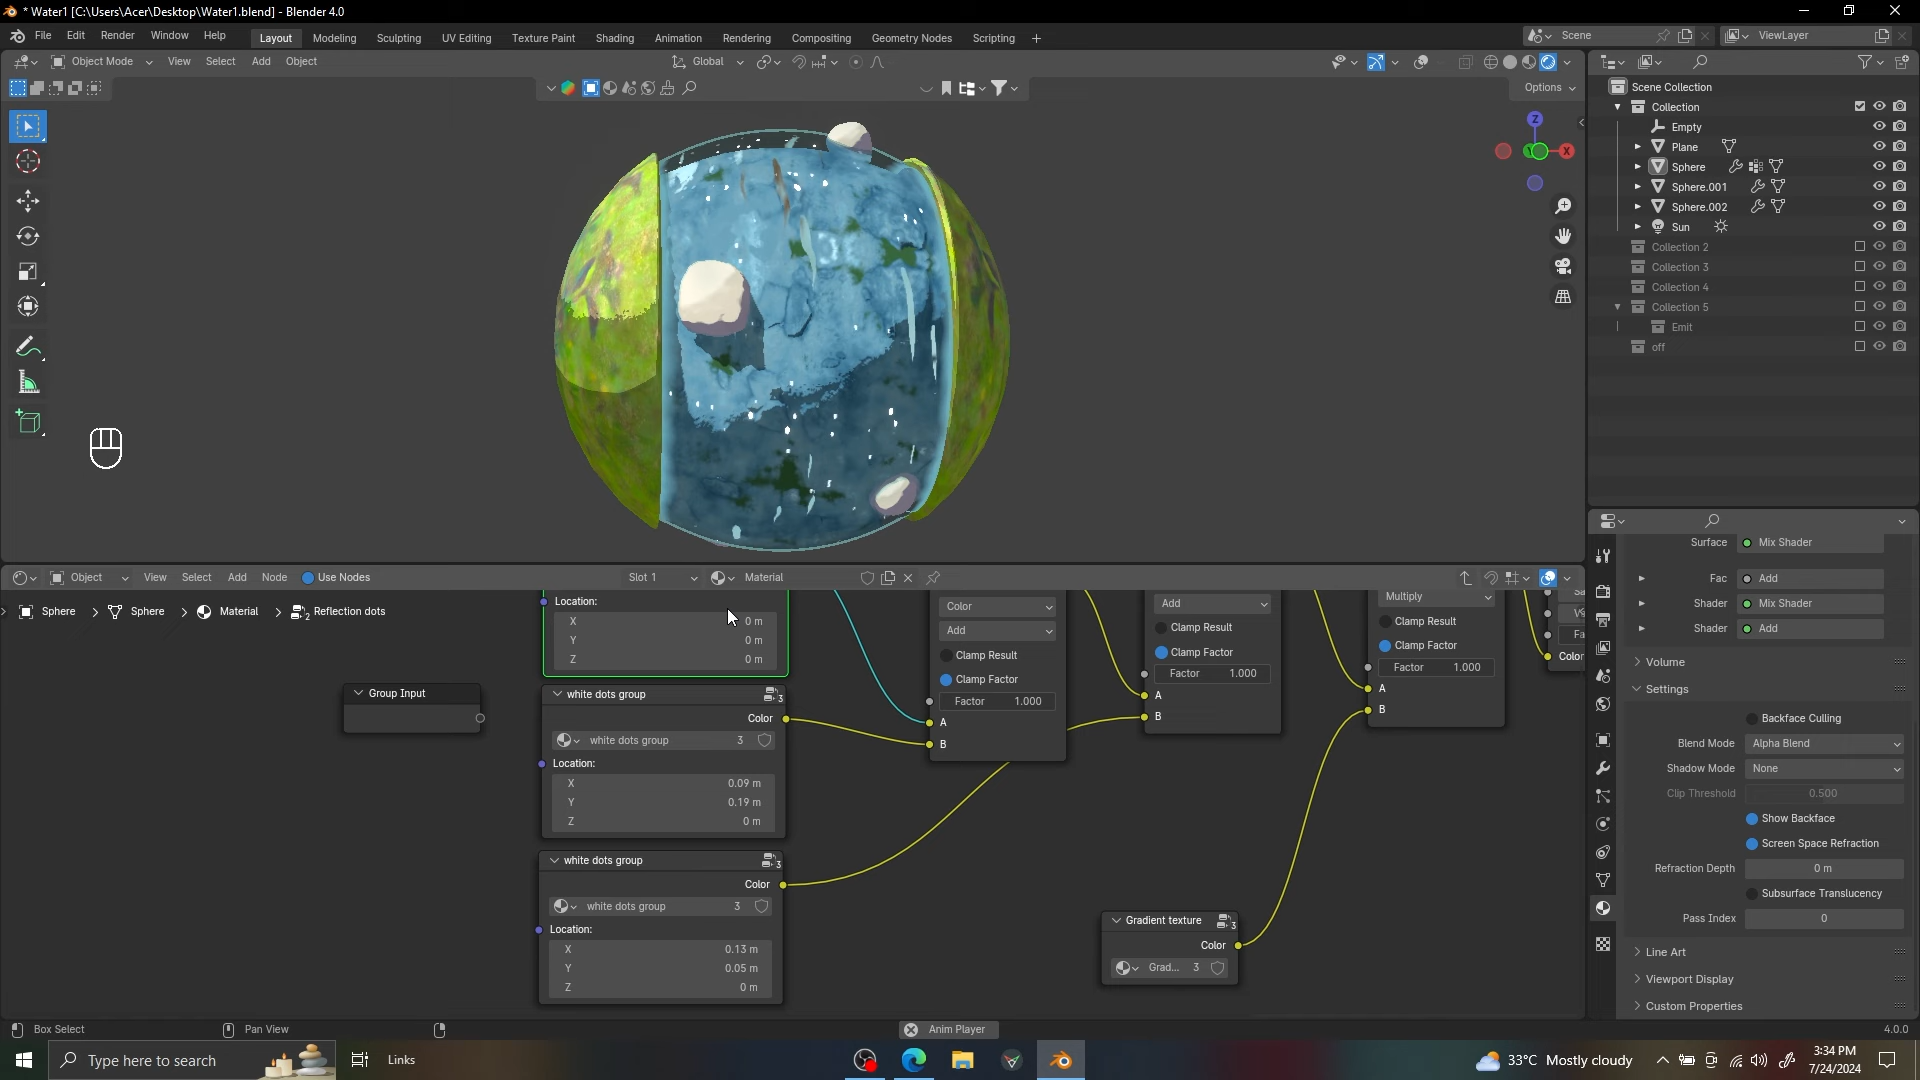 * Water1 [C:\Users\Acer\Desktop\Water1.blend] - Blender 4.0
File Edit Render Window Help
Layout Modeling Sculpting UV Editing Texture Paint Shading Animation Rendering Compositing Geometry Nodes Scripting +
Scene
ViewLayer
Object Mode View Select Add Object
Global
Options
Z
X
Scene Collection
Collection
Empty
Plane
Sphere
Sphere.001
Sphere.002
Sun
Collection 2
Collection 3
Collection 4
Collection 5
Emit
off
Object View Select Add Node Use Nodes
Slot 1
Material
Sphere > Sphere > Material > Reflection dots
Group Input
Location:
X 0 m
Y 0 m
Z 0 m
white dots group
3
Color
white dots group 3
Location:
X 0.09 m
Y 0.19 m
Z 0 m
white dots group
3
Color
white dots group 3
Location:
X 0.13 m
Y 0.05 m
Z 0 m
Color
Add
Clamp Result
Clamp Factor
Factor 1.000
A
B
Add
Clamp Result
Clamp Factor
Factor 1.000
A
B
Multiply
Clamp Result
Clamp Factor
Factor 1.000
A
B
Sa
Fa
Color
Gradient texture
3
Color
Grad... 3
Surface Mix Shader
Fac Add
Shader Mix Shader
Shader Add
Volume
Settings
Backface Culling
Blend Mode Alpha Blend
Shadow Mode None
Clip Threshold 0.500
Show Backface
Screen Space Refraction
Refraction Depth 0 m
Subsurface Translucency
Pass Index 0
Line Art
Viewport Display
Custom Properties
Box Select
Pan View
Anim Player
4.0.0
Type here to search
Links
33°C Mostly cloudy
3:34 PM
7/24/2024